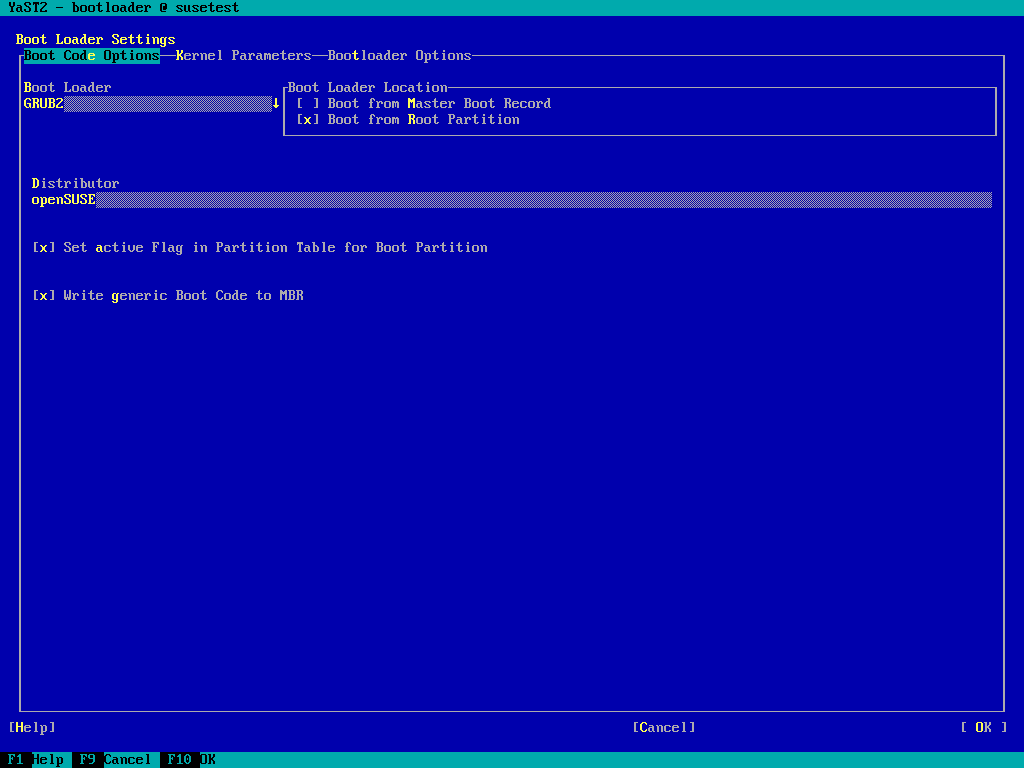 YaST2 - bootloader @ susetest
Boot Loader Settings
Boot Code Options Kernel Parameters Bootloader Options
Boot Loader
GRUB2
Boot Loader Location
[ ] Boot from Master Boot Record
[x] Boot from Root Partition
Distributor
openSUSE
[x] Set active Flag in Partition Table for Boot Partition
[x] Write generic Boot Code to MBR
[Help] [Cancel] [ OK ]
F1 Help F9 Cancel F10 OK